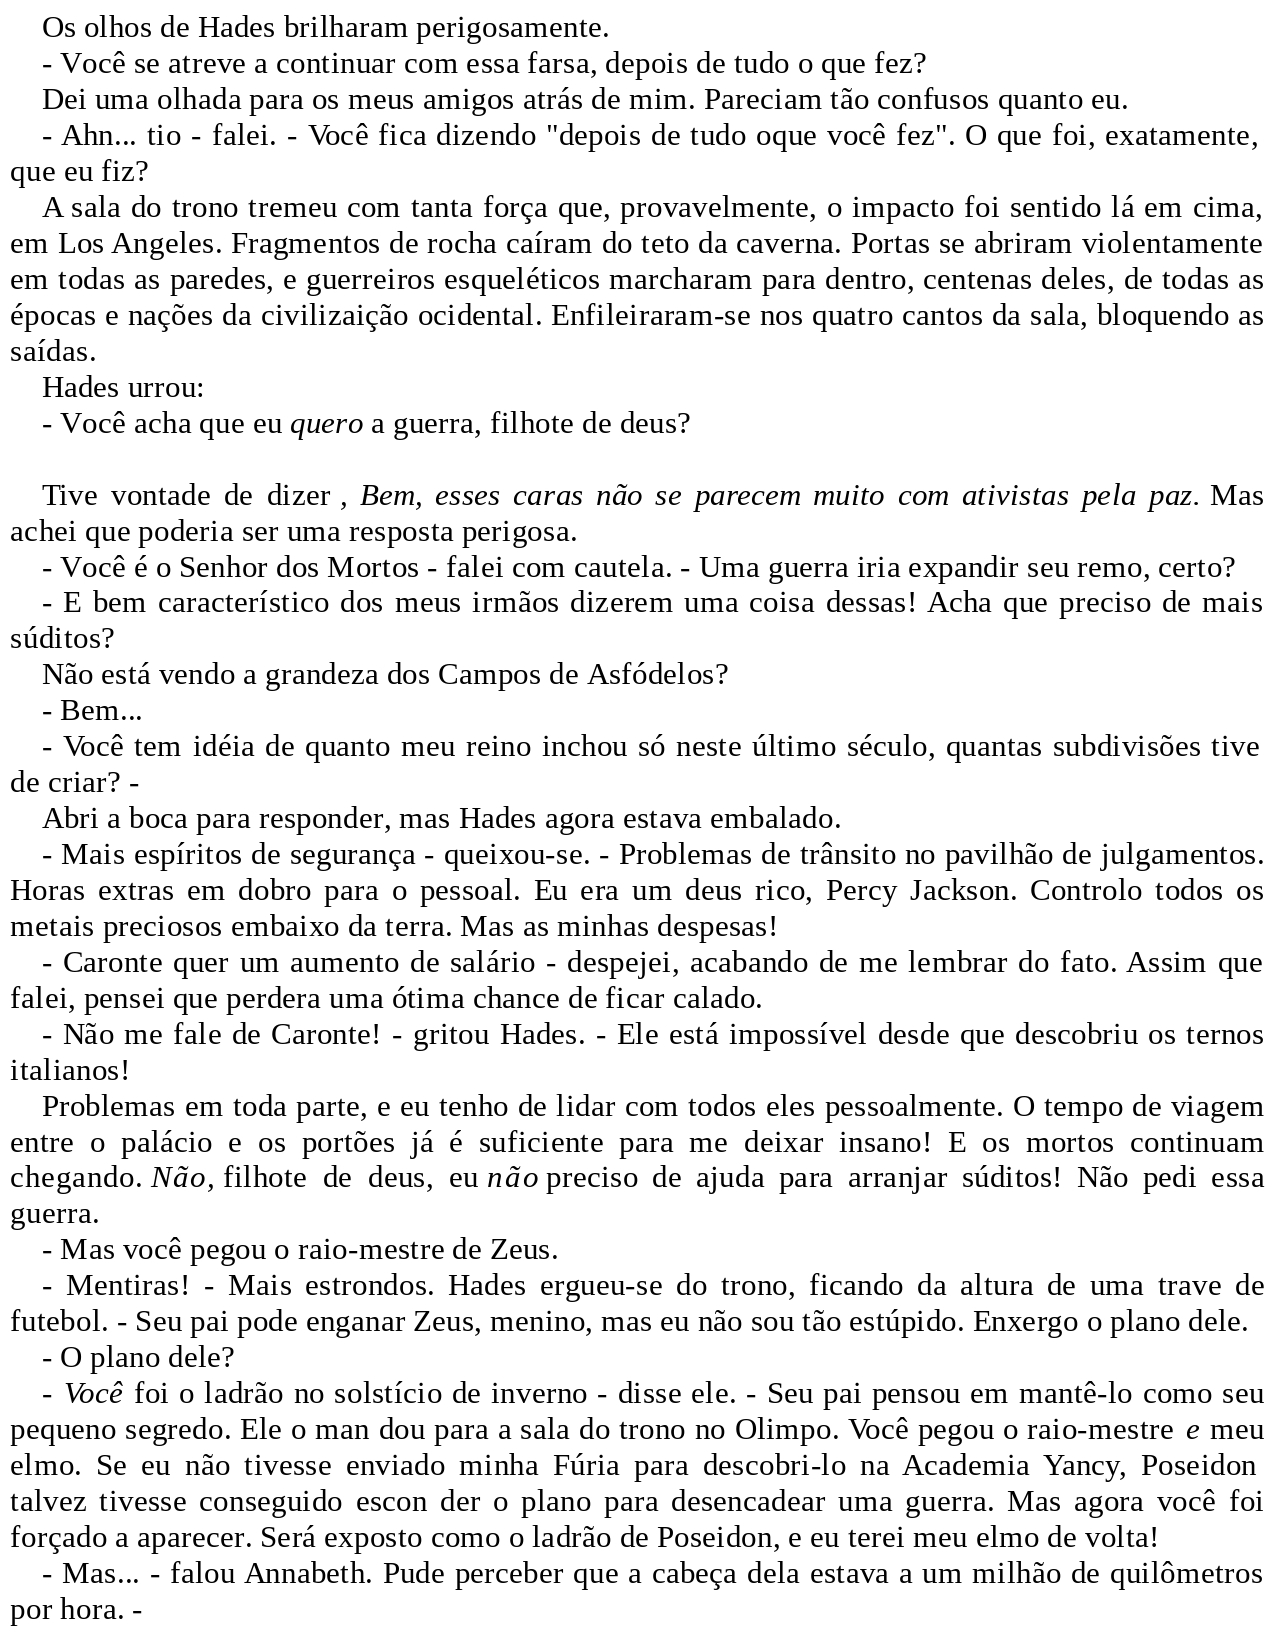 Os olhos de Hades brilharam perigosamente.
- Você se atreve a continuar com essa farsa, depois de tudo o que fez?
Dei uma olhada para os meus amigos atrás de mim. Pareciam tão confusos quanto eu.
- Ahn... tio - falei. - Você fica dizendo "depois de tudo oque você fez". O que foi, exatamente,
que eu fiz?
A sala do trono tremeu com tanta força que, provavelmente, o impacto foi sentido lá em cima,
em Los Angeles. Fragmentos de rocha caíram do teto da caverna. Portas se abriram violentamente
em todas as paredes, e guerreiros esqueléticos marcharam para dentro, centenas deles, de todas as
épocas e nações da civilizaição ocidental. Enfileiraram-se nos quatro cantos da sala, bloquendo as
saídas.
Hades urrou:
- Você acha que eu quero a guerra, filhote de deus?
Tive vontade de dizer , Bem, esses caras não se parecem muito com ativistas pela paz. Mas
achei que poderia ser uma resposta perigosa.
- Você é o Senhor dos Mortos - falei com cautela. - Uma guerra iria expandir seu remo, certo?
- E bem característico dos meus irmãos dizerem uma coisa dessas! Acha que preciso de mais
súditos?
Não está vendo a grandeza dos Campos de Asfódelos?
- Bem...
- Você tem idéia de quanto meu reino inchou só neste último século, quantas subdivisões tive
de criar? -
Abri a boca para responder, mas Hades agora estava embalado.
- Mais espíritos de segurança - queixou-se. - Problemas de trânsito no pavilhão de julgamentos.
Horas extras em dobro para o pessoal. Eu era um deus rico, Percy Jackson. Controlo todos os
metais preciosos embaixo da terra. Mas as minhas despesas!
- Caronte quer um aumento de salário - despejei, acabando de me lembrar do fato. Assim que
falei, pensei que perdera uma ótima chance de ficar calado.
- Não me fale de Caronte! - gritou Hades. - Ele está impossível desde que descobriu os ternos
italianos!
Problemas em toda parte, e eu tenho de lidar com todos eles pessoalmente. O tempo de viagem
entre o palácio e os portões já é suficiente para me deixar insano! E os mortos continuam
chegando. Não, filhote de deus, eu não preciso de ajuda para arranjar súditos! Não pedi essa
guerra.
- Mas você pegou o raio-mestre de Zeus.
- Mentiras! - Mais estrondos. Hades ergueu-se do trono, ficando da altura de uma trave de
futebol. - Seu pai pode enganar Zeus, menino, mas eu não sou tão estúpido. Enxergo o plano dele.
- O plano dele?
- Você foi o ladrão no solstício de inverno - disse ele. - Seu pai pensou em mantê-lo como seu
pequeno segredo. Ele o man dou para a sala do trono no Olimpo. Você pegou o raio-mestre e meu
elmo. Se eu não tivesse enviado minha Fúria para descobri-lo na Academia Yancy, Poseidon
talvez tivesse conseguido escon der o plano para desencadear uma guerra. Mas agora você foi
forçado a aparecer. Será exposto como o ladrão de Poseidon, e eu terei meu elmo de volta!
- Mas... - falou Annabeth. Pude perceber que a cabeça dela estava a um milhão de quilômetros
por hora. -